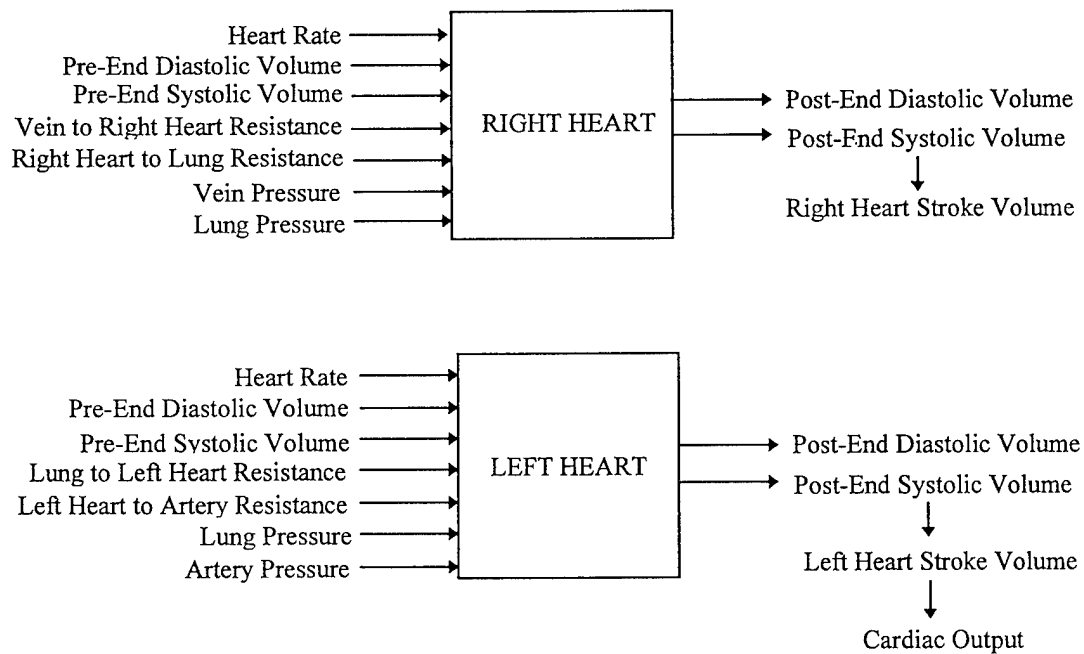 Heart Rate
Pre-End Diastolic Volume
Pre-End Systolic Volume
Vein to Right Heart Resistance
Right Heart to Lung Resistance
Vein Pressure
Lung Pressure
RIGHT HEART
Post-End Diastolic Volume
Post-End Systolic Volume
Right Heart Stroke Volume
Heart Rate
Pre-End Diastolic Volume
Pre-End Systolic Volume
Lung to Left Heart Resistance
Left Heart to Artery Resistance
Lung Pressure
Artery Pressure
LEFT HEART
Post-End Diastolic Volume
Post-End Systolic Volume
Left Heart Stroke Volume
Cardiac Output